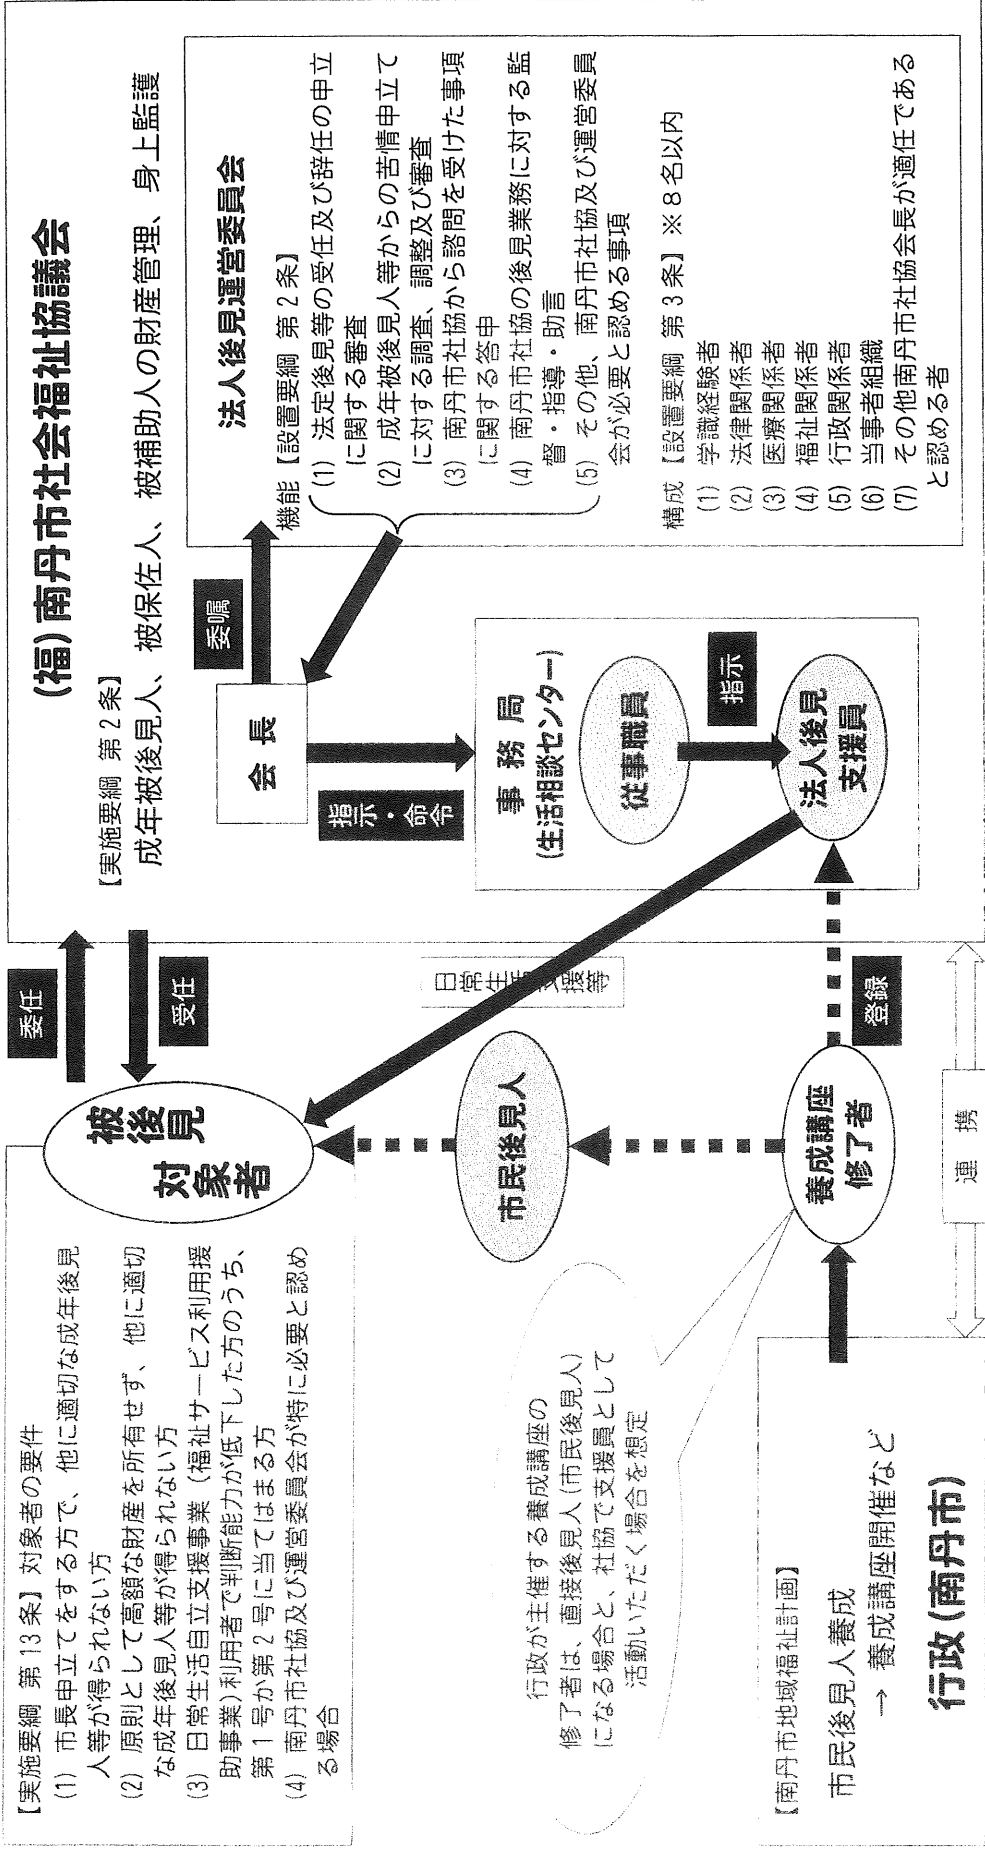 (福)南丹市社会福祉協議会
【実施要綱 第2条】
成年被後見人、被保佐人、被補助人の財産管理、身上監護
法人後見運営委員会
機能【設置要綱 第2条】
(1) 法定後見等の受任及び辞任の申立
に関する審査
(2) 成年被後見人等からの苦情申立て
に対する調査、調整及び審査
(3) 南丹市社協から諮問を受けた事項
に関する答申
(4) 南丹市社協の後見業務に対する監
督・指導・助言
(5) その他、南丹市社協及び運営委員
会が必要と認める事項
構成【設置要綱 第3条】※8名以内
(1) 学識経験者
(2) 法律関係者
(3) 医療関係者
(4) 福祉関係者
(5) 行政関係者
(6) 当事者組織
(7) その他南丹市社協会長が適任である
と認める者
委嘱
会長
指示・命令
事務局
(生活相談センター)
従事職員
指示
法人後見
支援員
委任
受任
日常生活支援等
登録
連携
被後見
対象者
市民後見人
養成講座
修了者
【実施要綱 第13条】対象者の要件
(1) 市長申立てをする方で、他に適切な成年後見
人等が得られない方
(2) 原則として高額な財産を所有せず、他に適切
な成年後見人等が得られない方
(3) 日常生活自立支援事業(福祉サービス利用援
助事業)利用者で判断能力が低下した方のうち、
第1号か第2号に当てはまる方
(4) 南丹市社協及び運営委員会が特に必要と認め
る場合
行政が主催する養成講座の
修了者は、直接後見人(市民後見人)
になる場合と、社協で支援員として
活動いただく場合を想定
【南丹市地域福祉計画】
市民後見人養成
→ 養成講座開催など
行政(南丹市)